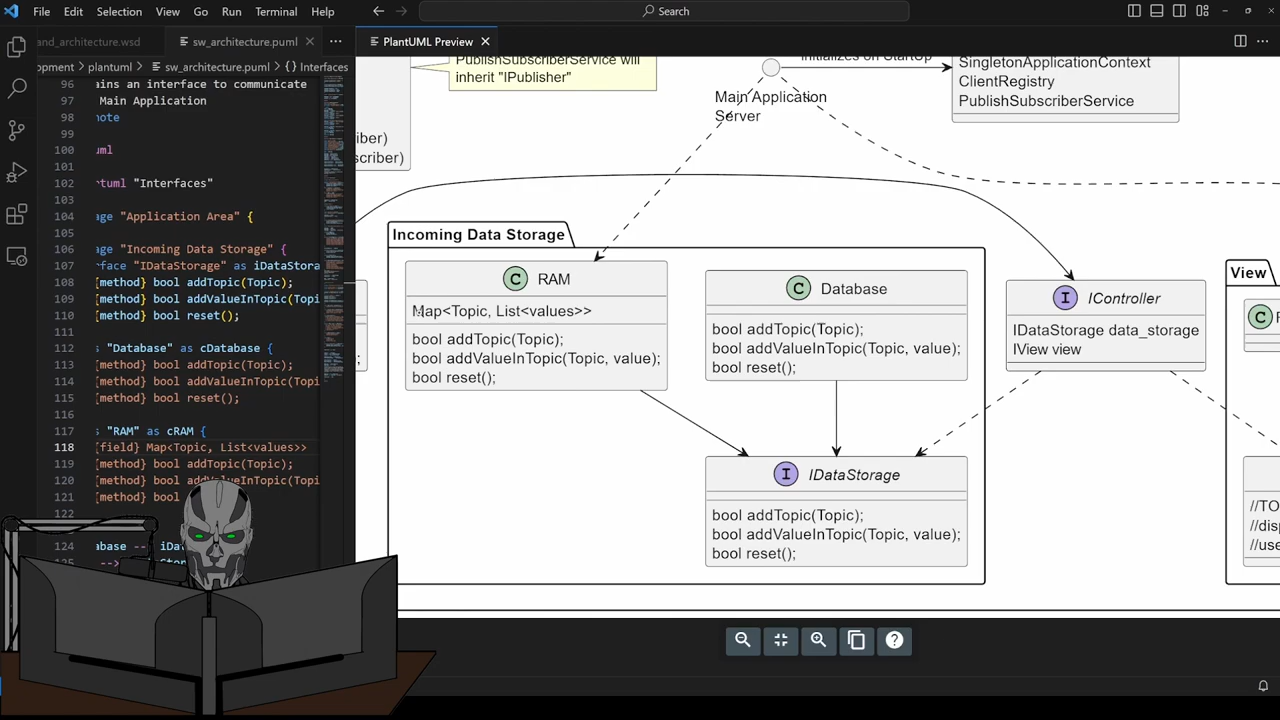 File Edit Selection View Go Run Terminal Help
Search
and_architecture.wsd
sw_architecture.puml
PlantUML Preview
opment > plantuml > sw_architecture.puml > {} Interfaces
96 ains an interface to communicate
97 Main Application
98 note
99
100 uml
101
102 rtuml "Interfaces"
103
104 age "Application Area" {
105
age "Incoming Data Storage" {
face "IDataStorage" as iDataStora
[method} bool addTopic(Topic);
[method} bool addValueInTopic(Topi
110 [method} bool reset();
111
112 s "Database" as cDatabase {
113 [method} bool addTopic(Topic);
114 [method} bool addValueInTopic(Topi
115 [method} bool reset();
116
117 s "RAM" as cRAM {
118 [field} Map<Topic, List<values>>
119 [method} bool addTopic(Topic);
120 [method} bool addValueInTopic(Topi
121 [method} bool
122
124 abase -- iDa
125
PublishSubscriberService will
inherit "IPublisher"
Initializes on StartUp
Main Application
Server
SingletonApplicationContext
ClientRegistry
PublishSubscriberService
iber)
scriber)
Incoming Data Storage
C RAM
Map<Topic, List<values>>
bool addTopic(Topic);
bool addValueInTopic(Topic, value);
bool reset();
C Database
bool addTopic(Topic);
bool addValueInTopic(Topic, value);
bool reset();
I IDataStorage
bool addTopic(Topic);
bool addValueInTopic(Topic, value);
bool reset();
I IController
IDataStorage data_storage
IView view
View
C
//TO
//disp
//use